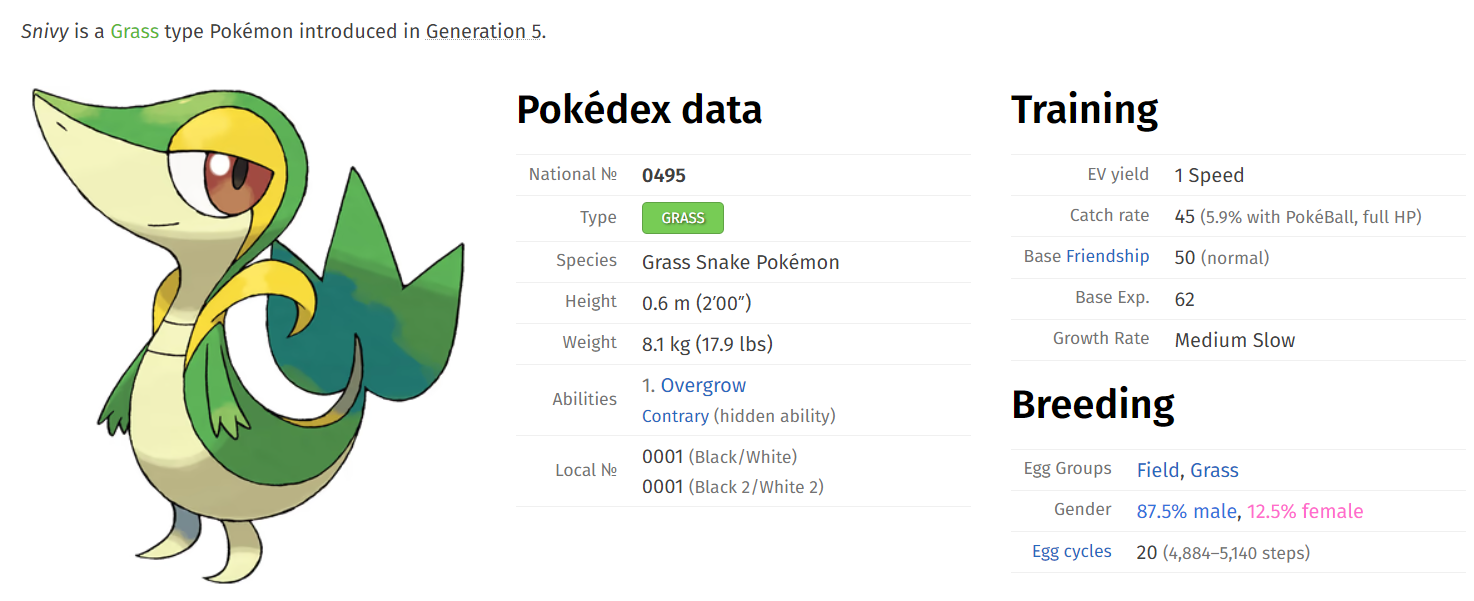 Snivy is a Grass type Pokémon introduced in Generation 5.
Pokédex data
National № 0495
Type GRASS
Species Grass Snake Pokémon
Height 0.6 m (2′00″)
Weight 8.1 kg (17.9 lbs)
Abilities 1. Overgrow
Contrary (hidden ability)
Local № 0001 (Black/White)
0001 (Black 2/White 2)
Training
EV yield 1 Speed
Catch rate 45 (5.9% with PokéBall, full HP)
Base Friendship 50 (normal)
Base Exp. 62
Growth Rate Medium Slow
Breeding
Egg Groups Field, Grass
Gender 87.5% male, 12.5% female
Egg cycles 20 (4,884–5,140 steps)